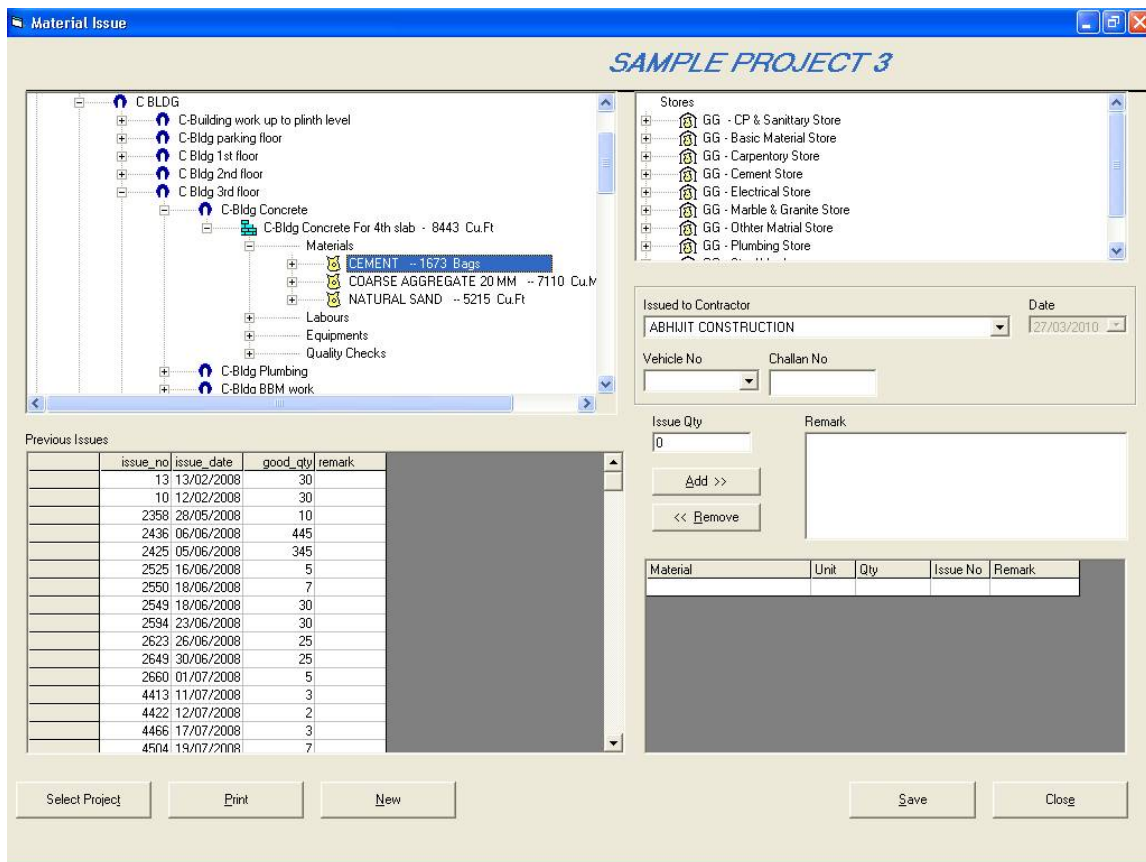 Material Issue
SAMPLE PROJECT 3
C BLDG
C-Building work up to plinth level
C-Bldg parking floor
C Bldg 1st floor
C Bldg 2nd floor
C Bldg 3rd floor
C-Bldg Concrete
C-Bldg Concrete For 4th slab - 8443 Cu.Ft
Materials
CEMENT -- 1673 Bags
COARSE AGGREGATE 20 MM -- 7110 Cu.M
NATURAL SAND -- 5215 Cu.Ft
Labours
Equipments
Quality Checks
C-Bldg Plumbing
C-Bldg BBM work
Stores
GG - CP & Sanittary Store
GG - Basic Material Store
GG - Carpentory Store
GG - Cement Store
GG - Electrical Store
GG - Marble & Granite Store
GG - Othter Matrial Store
GG - Plumbing Store
Issued to Contractor Date
ABHIJIT CONSTRUCTION 27/03/2010
Vehicle No Challan No
Issue Qty Remark
0
Add >>
<< Remove
Material Unit Qty Issue No Remark
Previous Issues
issue_no issue_date good_qty remark
13 13/02/2008 30
10 12/02/2008 30
2358 28/05/2008 10
2436 06/06/2008 445
2425 05/06/2008 345
2525 16/06/2008 5
2550 18/06/2008 7
2549 18/06/2008 30
2594 23/06/2008 30
2623 26/06/2008 25
2649 30/06/2008 25
2660 01/07/2008 5
4413 11/07/2008 3
4422 12/07/2008 2
4466 17/07/2008 3
4504 19/07/2008 7
Select Project Print New Save Close